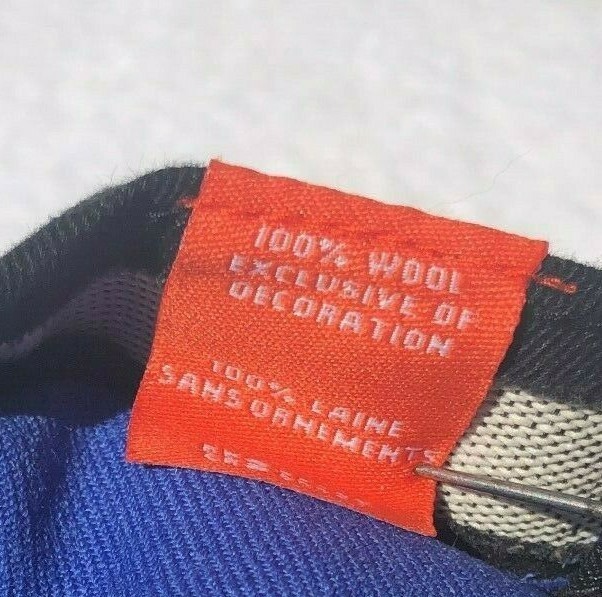 100% WOOL
EXCLUSIVE OF
DECORATION
100% LAINE
SANS ORNEMENTS